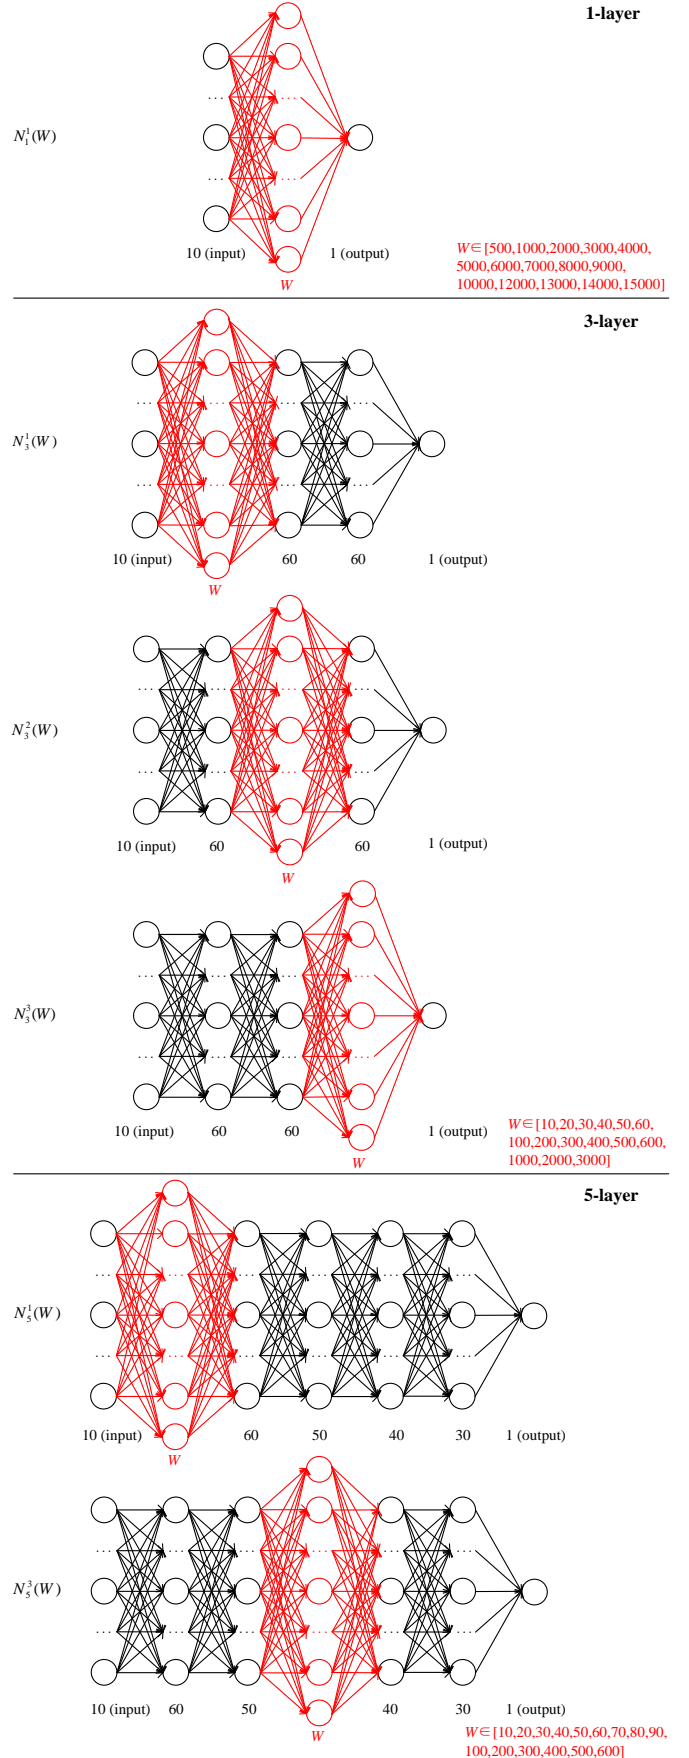 1-layer
N₁¹(W)
10 (input)
1 (output)
W
W∈[500,1000,2000,3000,4000,
5000,6000,7000,8000,9000,
10000,12000,13000,14000,15000]
3-layer
N₃¹(W)
10 (input) 60 60 1 (output)
W
N₃²(W)
10 (input) 60 60 1 (output)
W
N₃³(W)
10 (input) 60 60 1 (output)
W
W∈[10,20,30,40,50,60,
100,200,300,400,500,600,
1000,2000,3000]
5-layer
N₅¹(W)
10 (input) 60 50 40 30 1 (output)
W
N₅³(W)
10 (input) 60 50 40 30 1 (output)
W
W∈[10,20,30,40,50,60,70,80,90,
100,200,300,400,500,600]